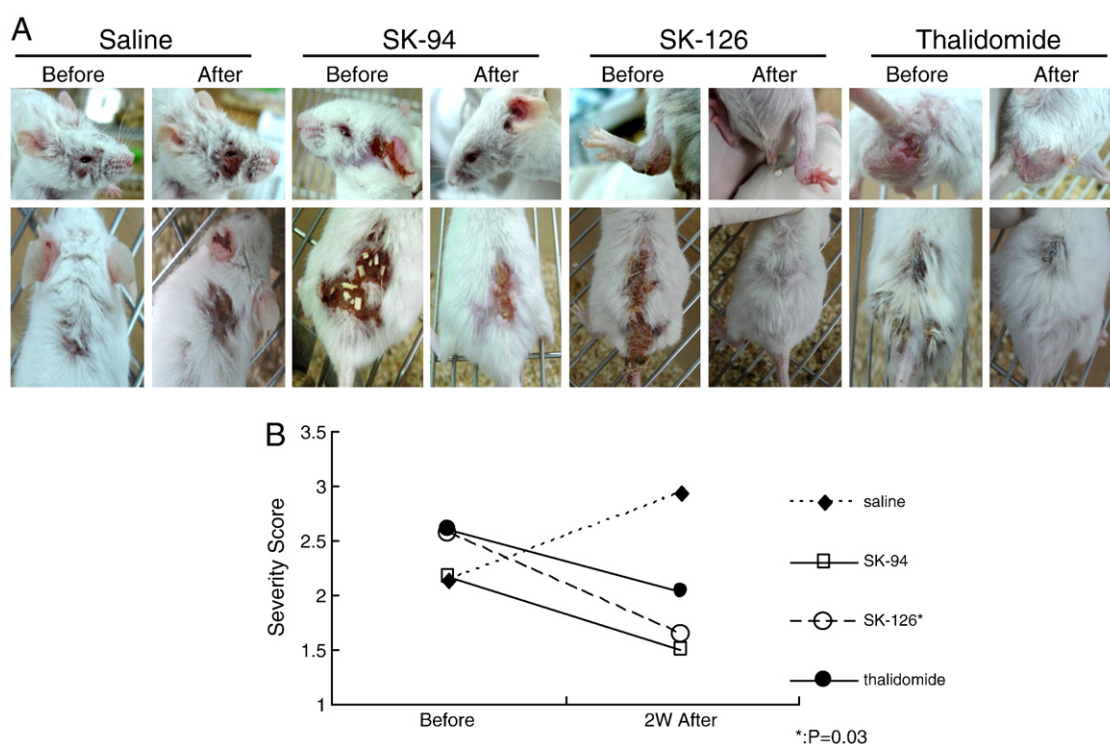 A
Saline SK-94 SK-126 Thalidomide
Before After Before After Before After Before After
B
3.5
3
2.5
2
1.5
1
Severity Score
Before 2W After
saline
SK-94
SK-126*
thalidomide
*:P=0.03